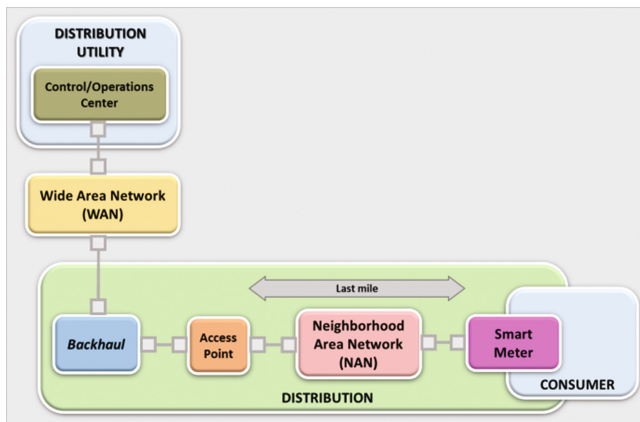 DISTRIBUTION
UTILITY
Control/Operations
Center
Wide Area Network
(WAN)
Last mile
Backhaul
Access
Point
Neighborhood
Area Network
(NAN)
Smart
Meter
CONSUMER
DISTRIBUTION